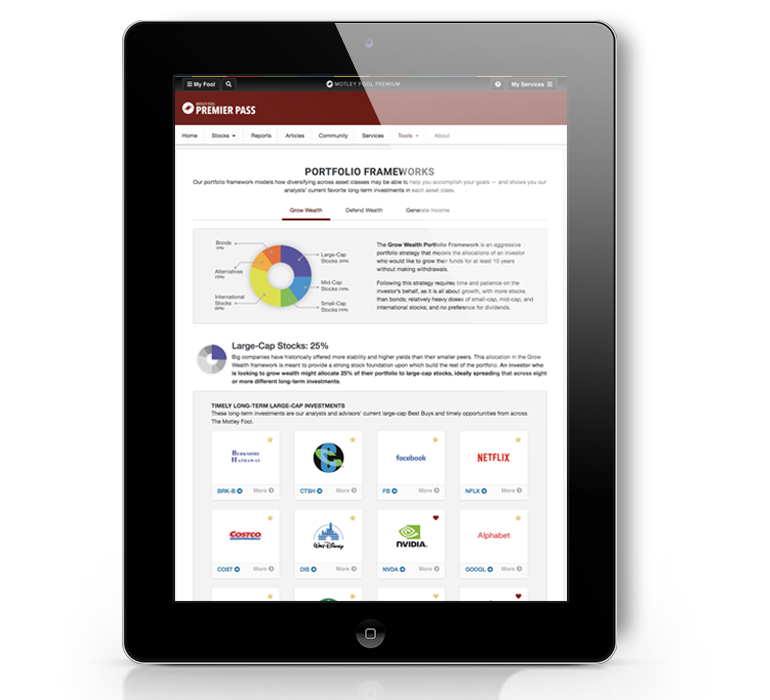 My Fool
MOTLEY FOOL PREMIUM
My Services
PREMIER PASS
Home Stocks Reports Articles Community Services Tools About
PORTFOLIO FRAMEWORKS
Our portfolio framework models how diversifying across asset classes may be able to help you accomplish your goals — and shows you our
analysts' current favorite long-term investments in each asset class.
Grow Wealth Defend Wealth Generate Income
Bonds
Alternatives
International
Stocks
Large-Cap
Stocks
Mid-Cap
Stocks
Small-Cap
Stocks
The Grow Wealth Portfolio Framework is an aggressive
portfolio strategy that models the allocations of an investor
who would like to grow their funds for at least 10 years
without making withdrawals.
Following this strategy requires time and patience on the
investor's behalf, as it is all about growth, with more stocks
than bonds; relatively heavy doses of small-cap, mid-cap, and
international stocks; and no preference for dividends.
Large-Cap Stocks: 25%
Big companies have historically offered more stability and higher yields than their smaller peers. This allocation in the Grow
Wealth framework is meant to provide a strong stock foundation upon which build the rest of the portfolio. An investor who
is looking to grow wealth might allocate 25% of their portfolio to large-cap stocks, ideally spreading that across eight
or more different long-term investments.
TIMELY LONG-TERM LARGE-CAP INVESTMENTS
These long-term investments are our analysts and advisors' current large-cap Best Buys and timely opportunities from across
The Motley Fool.
BERKSHIRE
HATHAWAY
facebook
NETFLIX
BRK-B More CTSH More FB More NFLX More
COSTCO
WALT DISNEY
NVIDIA.
Alphabet
COST More DIS More NVDA More GOOGL More